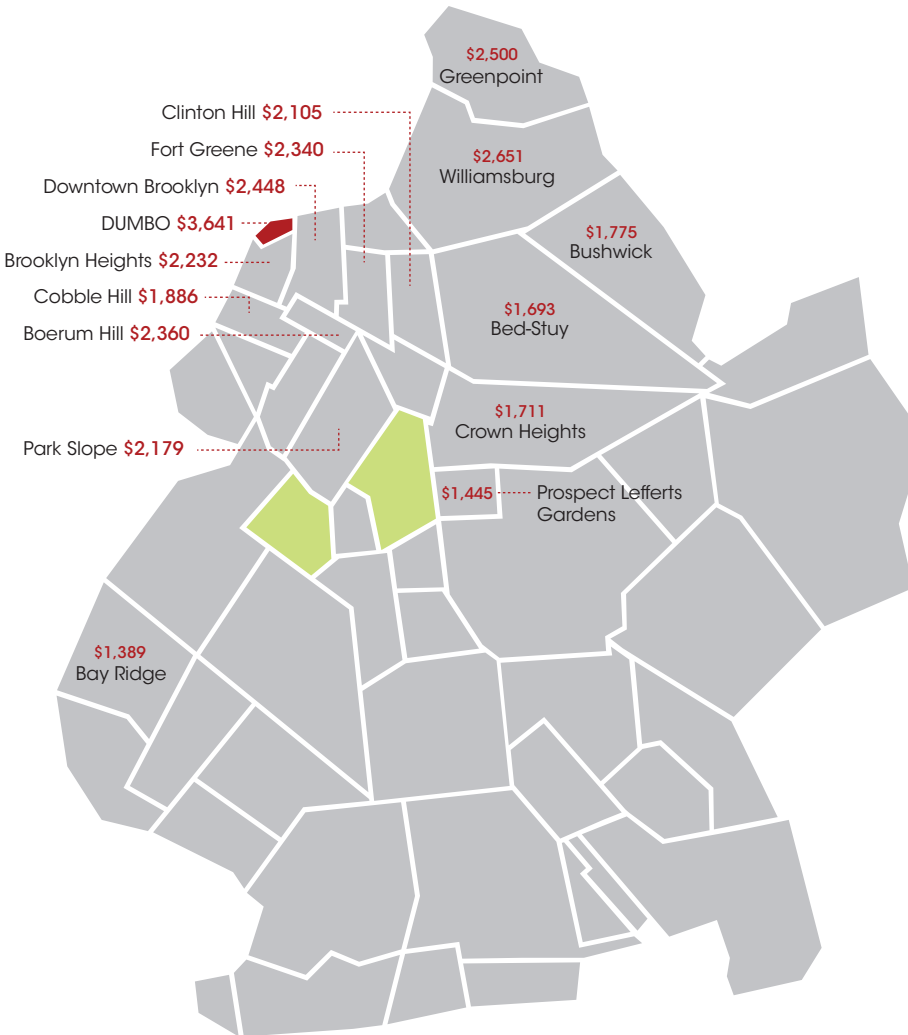 $2,500
Greenpoint
Clinton Hill $2,105
Fort Greene $2,340
$2,651
Williamsburg
Downtown Brooklyn $2,448
DUMBO $3,641
$1,775
Bushwick
Brooklyn Heights $2,232
Cobble Hill $1,886
$1,693
Bed-Stuy
Boerum Hill $2,360
$1,711
Crown Heights
Park Slope $2,179
$1,445
Prospect Lefferts
Gardens
$1,389
Bay Ridge